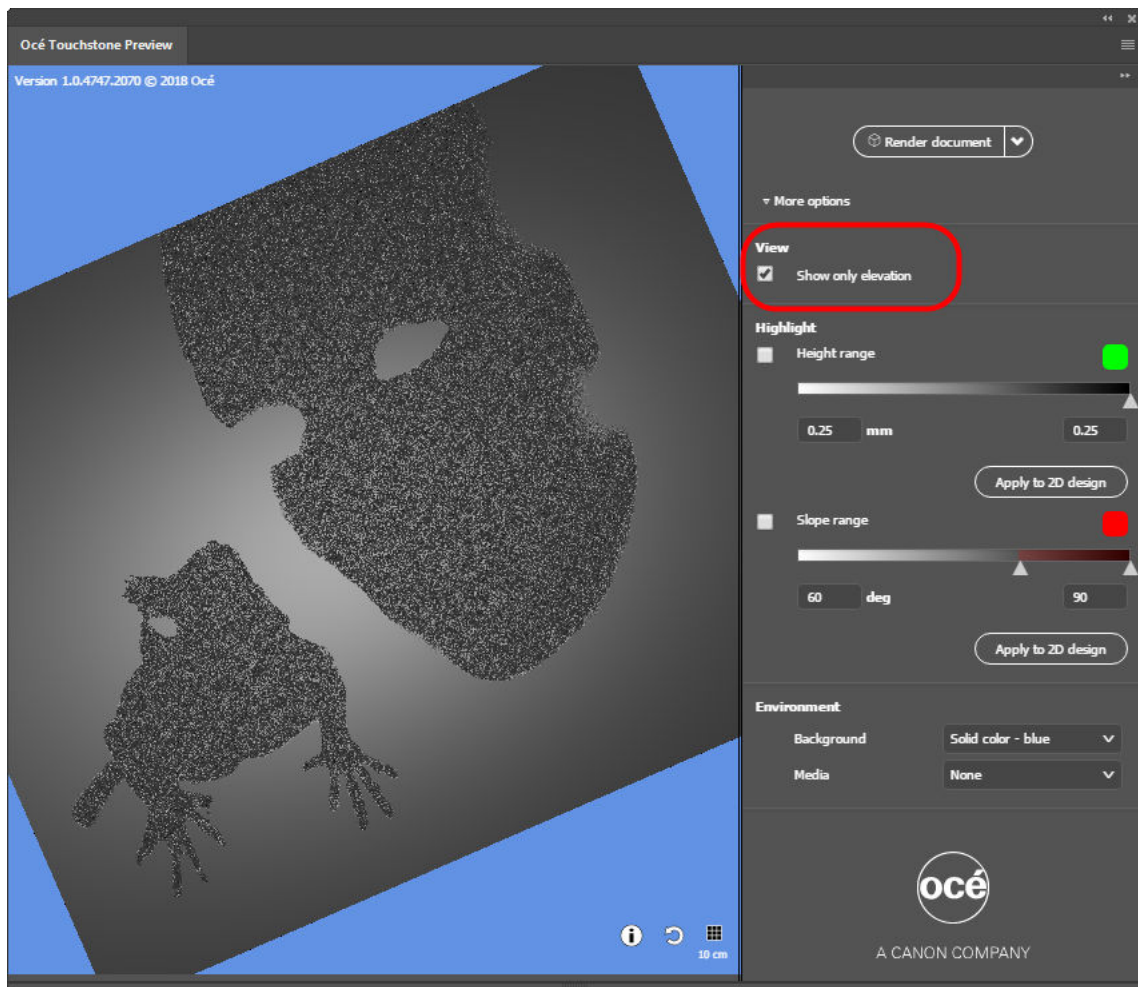 Océ Touchstone Preview
Version 1.0.4747.2070 © 2018 Océ
Render document
More options
View
Show only elevation
Highlight
Height range
0.25 mm 0.25
Apply to 2D design
Slope range
60 deg 90
Apply to 2D design
Environment
Background Solid color - blue
Media None
océ
A CANON COMPANY
10 cm